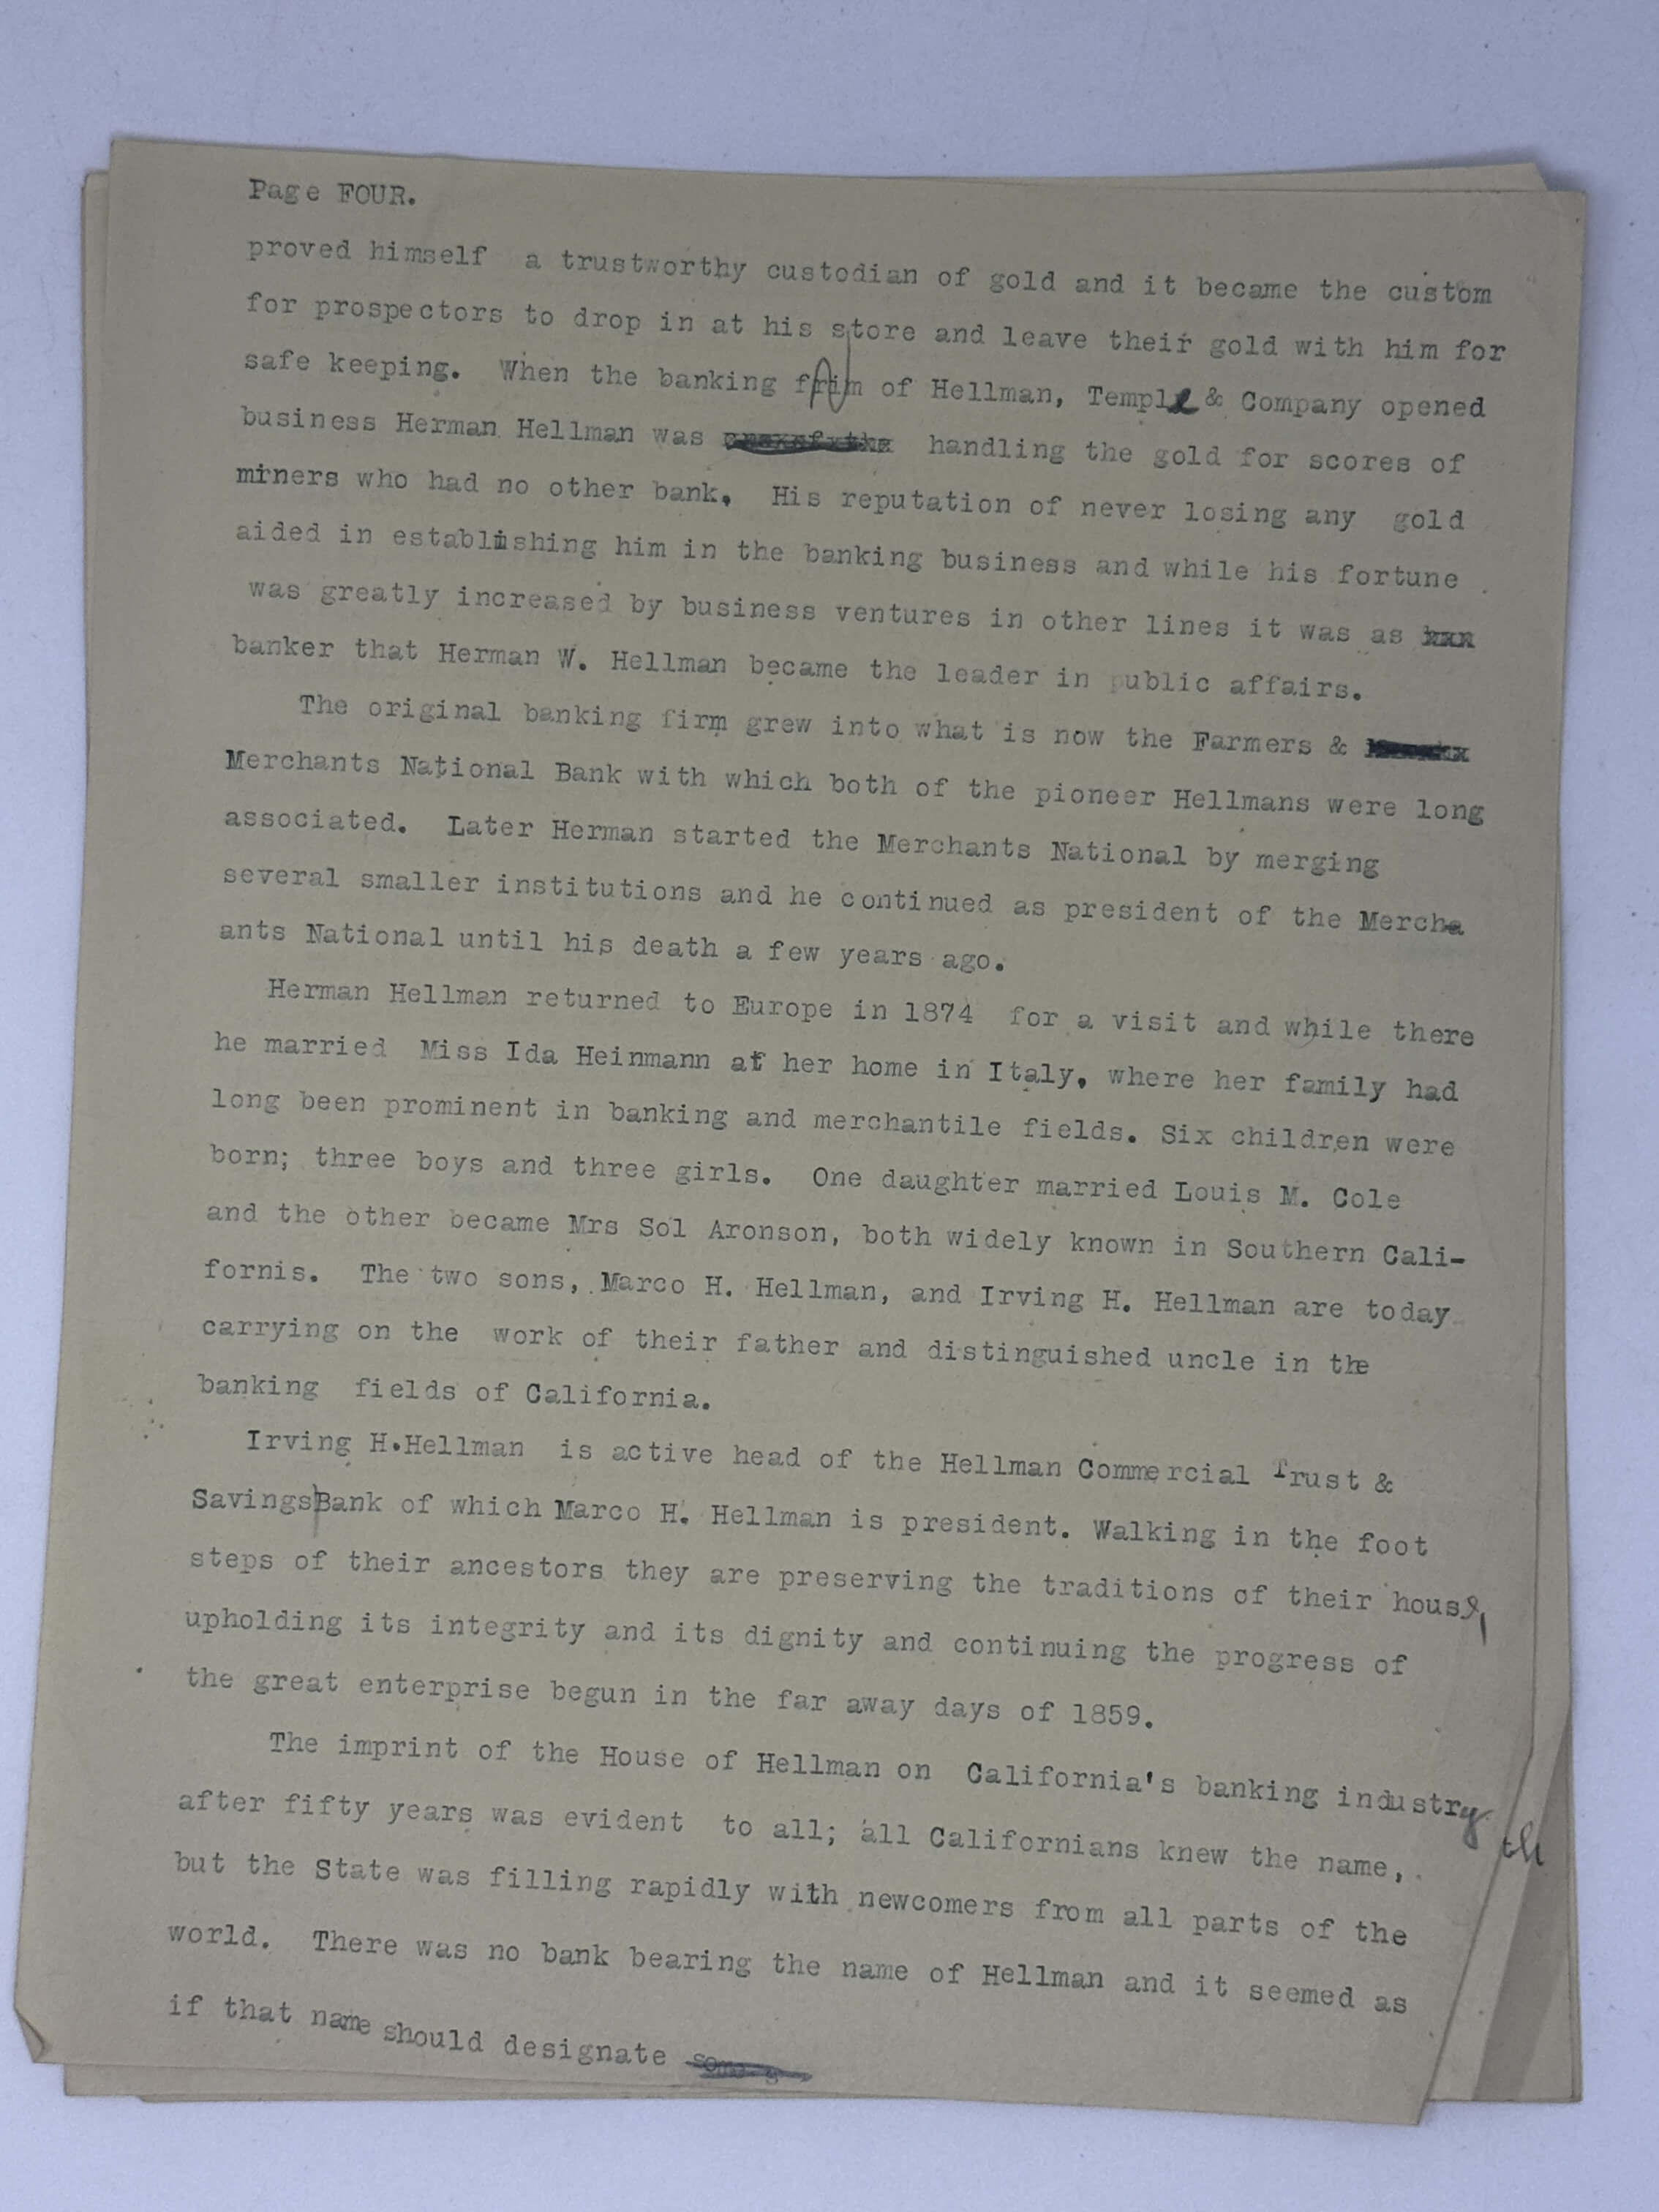 Page FOUR.
proved himself a trustworthy custodian of gold and it became the custom
for prospectors to drop in at his store and leave their gold with him for
safe keeping. When the banking frim of Hellman, Temple & Company opened
business Herman Hellman was handling the gold for scores of
miners who had no other bank. His reputation of never losing any gold
aided in establishing him in the banking business and while his fortune
was greatly increased by business ventures in other lines it was as
banker that Herman W. Hellman became the leader in public affairs.
The original banking firm grew into what is now the Farmers &
Merchants National Bank with which both of the pioneer Hellmans were long
associated. Later Herman started the Merchants National by merging
several smaller institutions and he continued as president of the Merch
ants National until his death a few years ago.
Herman Hellman returned to Europe in 1874 for a visit and while there
he married Miss Ida Heinmann at her home in Italy, where her family had
long been prominent in banking and merchantile fields. Six children were
born; three boys and three girls. One daughter married Louis M. Cole
and the other became Mrs Sol Aronson, both widely known in Southern Cali-
fornis. The two sons, Marco H. Hellman, and Irving H. Hellman are today
carrying on the work of their father and distinguished uncle in the
banking fields of California.
Irving H.Hellman is active head of the Hellman Commercial Trust &
Savings Bank of which Marco H. Hellman is president. Walking in the foot
steps of their ancestors they are preserving the traditions of their house,
upholding its integrity and its dignity and continuing the progress of
the great enterprise begun in the far away days of 1859.
The imprint of the House of Hellman on California's banking industry
after fifty years was evident to all; all Californians knew the name,
but the State was filling rapidly with newcomers from all parts of the
world. There was no bank bearing the name of Hellman and it seemed as
if that name should designate